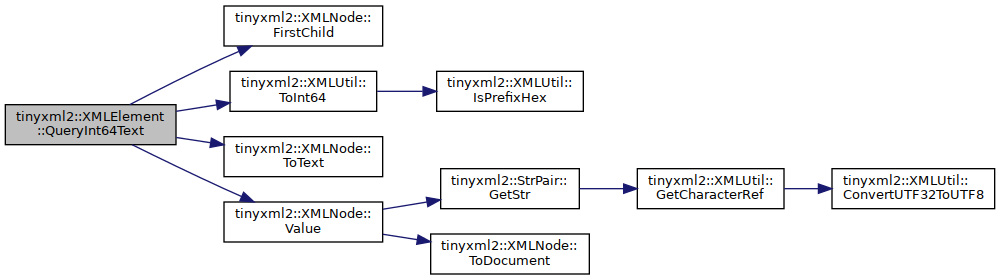 tinyxml2::XMLElement
::QueryInt64Text
tinyxml2::XMLNode::
FirstChild
tinyxml2::XMLUtil::
ToInt64
tinyxml2::XMLUtil::
IsPrefixHex
tinyxml2::XMLNode::
ToText
tinyxml2::XMLNode::
Value
tinyxml2::StrPair::
GetStr
tinyxml2::XMLUtil::
GetCharacterRef
tinyxml2::XMLUtil::
ConvertUTF32ToUTF8
tinyxml2::XMLNode::
ToDocument